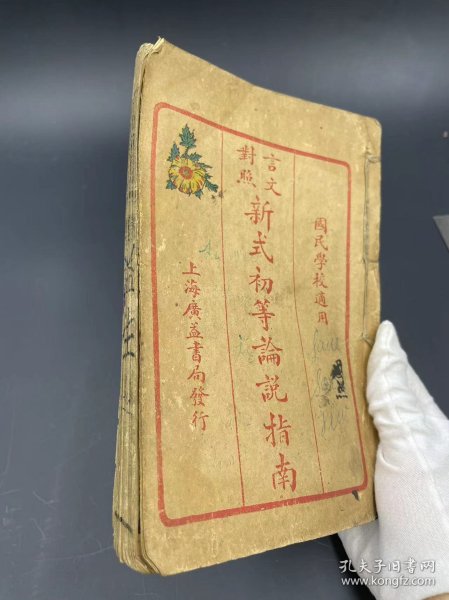 國民學校適用
言文
對照
新式初等論説指南
上海廣益書局發行
孔夫子旧书网
www.kongfz.com